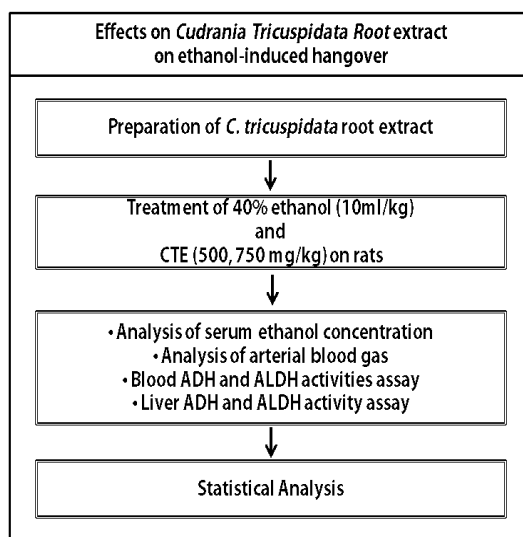 Effects on Cudrania Tricuspidata Root extract
on ethanol-induced hangover
Preparation of C. tricuspidata root extract
Treatment of 40% ethanol (10ml/kg)
and
CTE (500, 750 mg/kg) on rats
• Analysis of serum ethanol concentration
• Analysis of arterial blood gas
• Blood ADH and ALDH activities assay
• Liver ADH and ALDH activity assay
Statistical Analysis